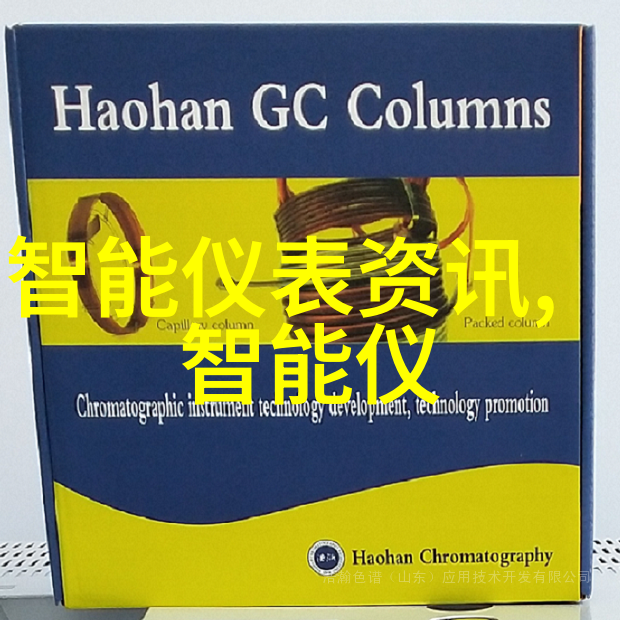 Haohan GC Columns
智能仪表资讯,
智能仪
Capillary column
Packed column
Chromatographic instrument technology development, technology promotion
Haohan Chromatography
浩瀚色谱（山东）应用技术开发有限公司